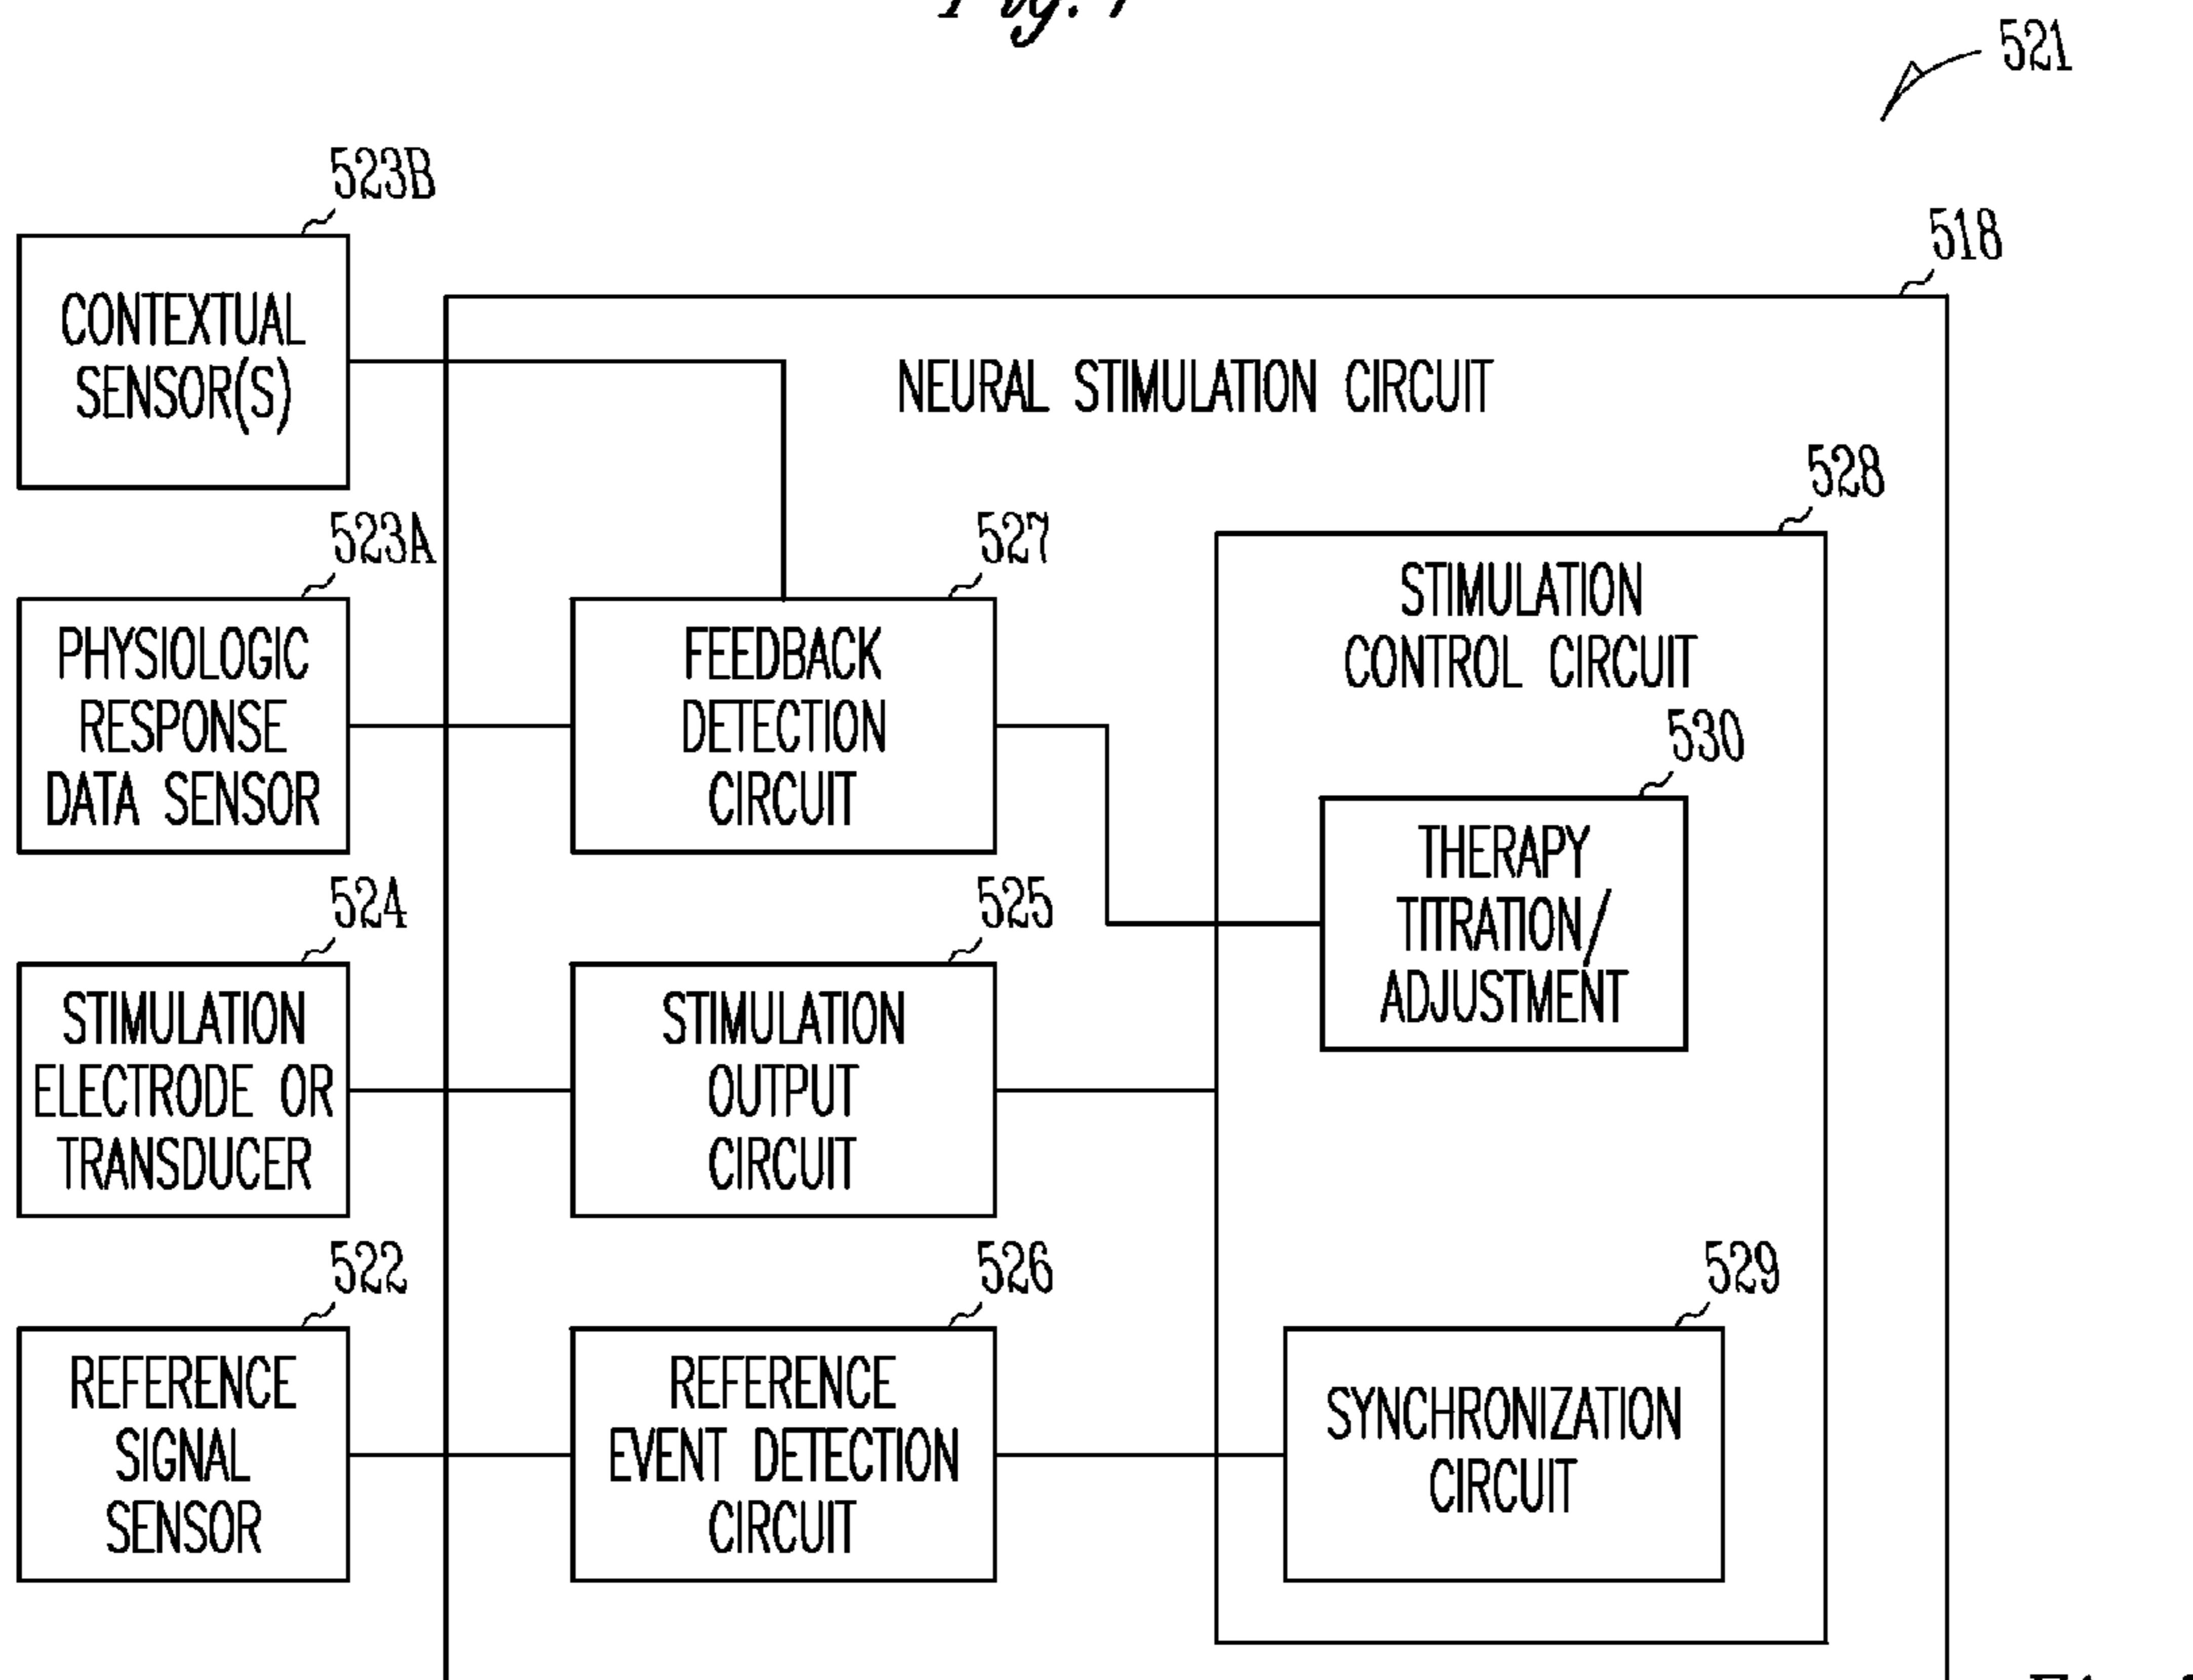 521
523B
518
CONTEXTUAL
SENSOR(S)
NEURAL STIMULATION CIRCUIT
528
523A
527
STIMULATION
CONTROL CIRCUIT
PHYSIOLOGIC
RESPONSE
DATA SENSOR
FEEDBACK
DETECTION
CIRCUIT
530
THERAPY
TITRATION/
ADJUSTMENT
524
525
STIMULATION
ELECTRODE OR
TRANSDUCER
STIMULATION
OUTPUT
CIRCUIT
522
526
529
REFERENCE
SIGNAL
SENSOR
REFERENCE
EVENT DETECTION
CIRCUIT
SYNCHRONIZATION
CIRCUIT